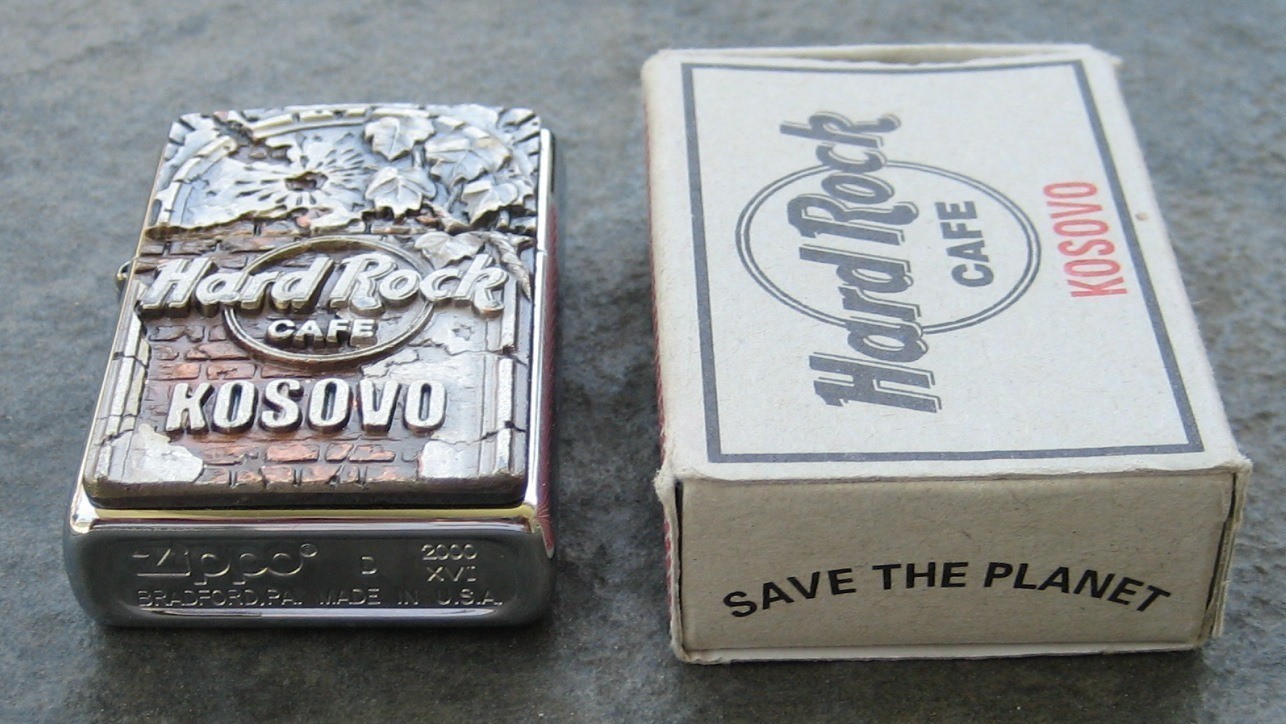 Hard Rock
CAFE
KOSOVO
Zippo® D 2000
XVI
BRADFORD,PA. MADE IN U.S.A.
Hard Rock
CAFE
KOSOVO
SAVE THE PLANET